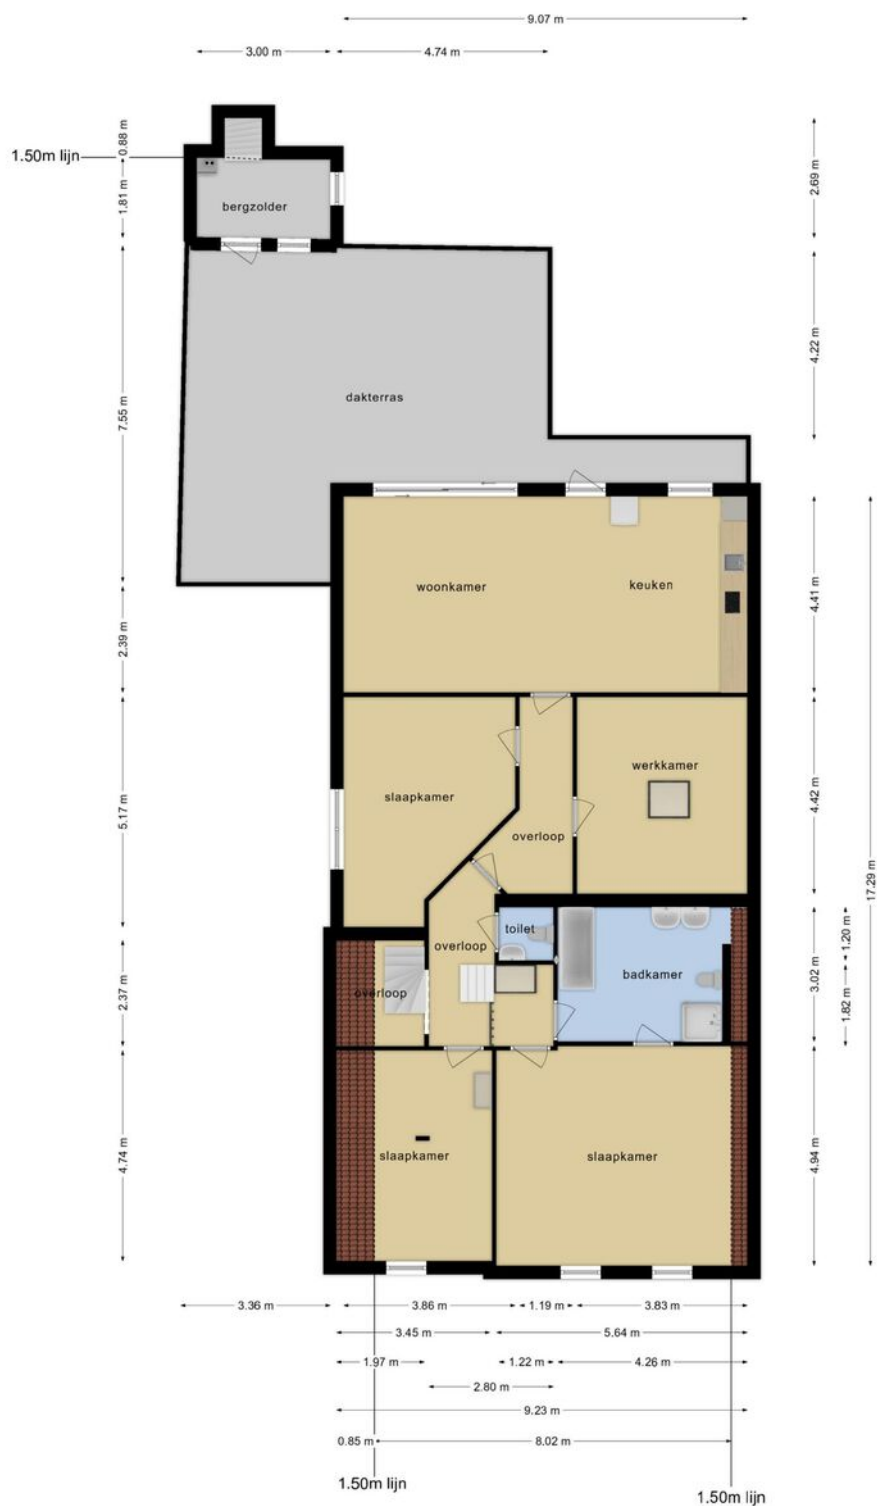 9.07 m
3.00 m
4.74 m
0.88 m
1.50m lijn
1.81 m
2.69 m
bergzolder
4.22 m
7.55 m
dakterras
woonkamer
keuken
4.41 m
2.39 m
werkkamer
slaapkamer
5.17 m
4.42 m
overloop
17.29 m
toilet
1.20 m
overloop
badkamer
3.02 m
overloop
2.37 m
1.82 m
slaapkamer
slaapkamer
4.74 m
4.94 m
3.36 m
3.86 m
1.19 m
3.83 m
3.45 m
5.64 m
1.97 m
1.22 m
4.26 m
2.80 m
9.23 m
0.85 m
8.02 m
1.50m lijn
1.50m lijn